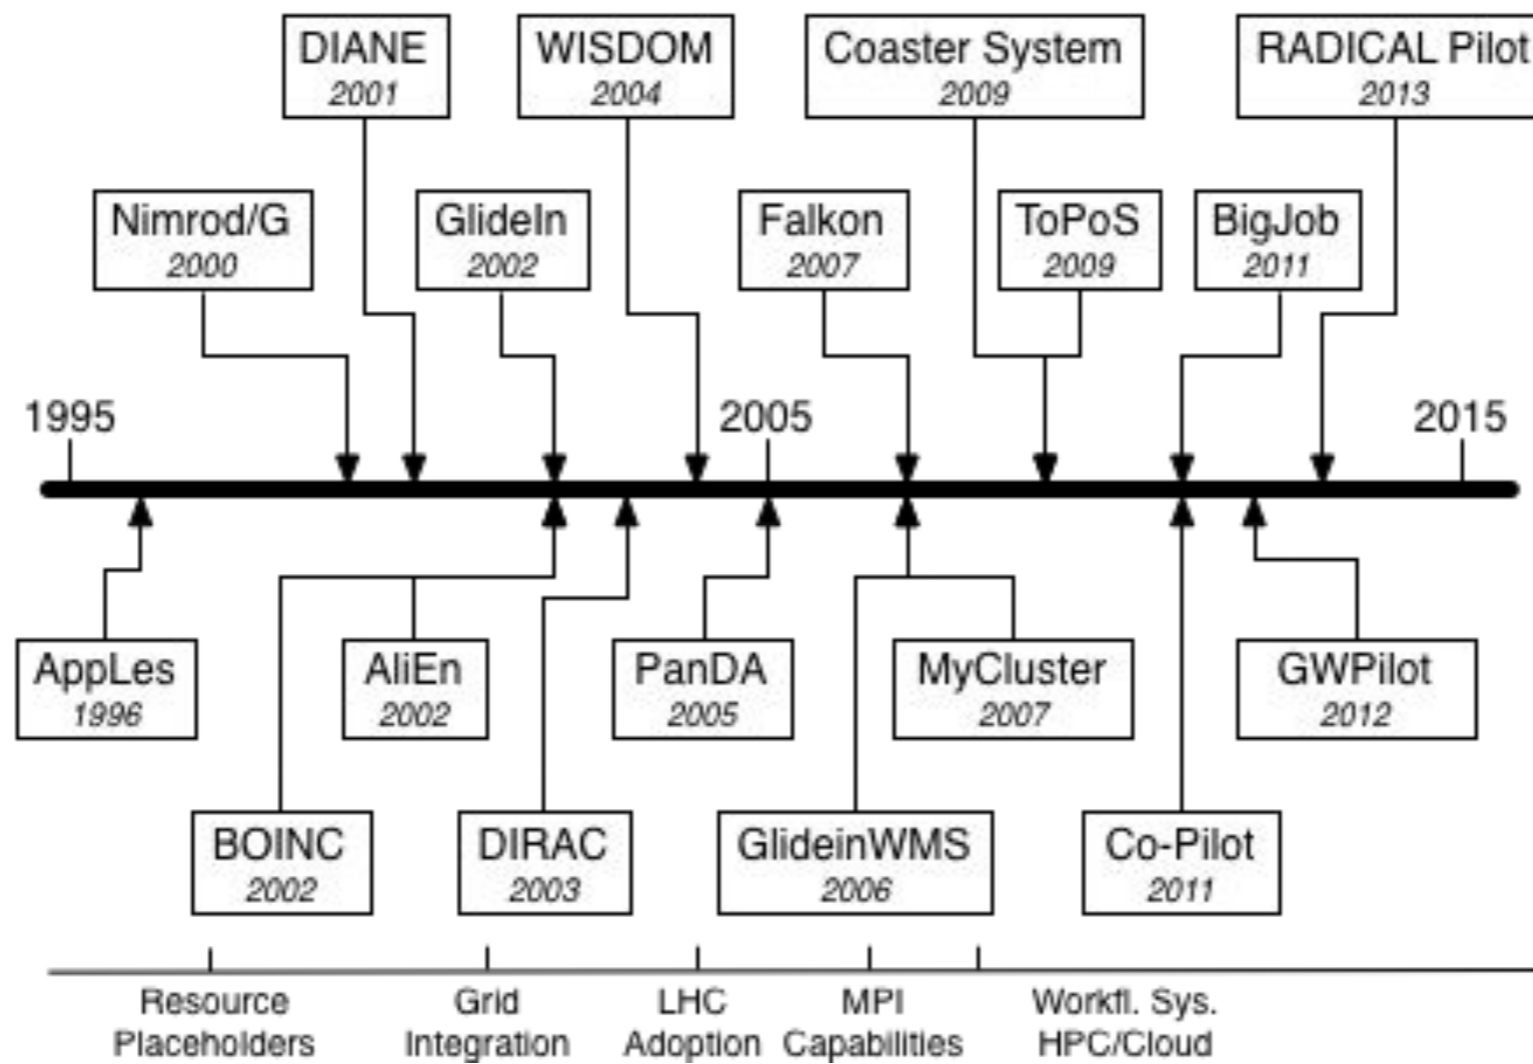 DIANE
2001
WISDOM
2004
Coaster System
2009
RADICAL Pilot
2013
Nimrod/G
2000
GlideIn
2002
Falkon
2007
ToPoS
2009
BigJob
2011
1995
2005
2015
AppLes
1996
AliEn
2002
PanDA
2005
MyCluster
2007
GWPilot
2012
BOINC
2002
DIRAC
2003
GlideinWMS
2006
Co-Pilot
2011
Resource
Placeholders
Grid
Integration
LHC
Adoption
MPI
Capabilities
Workfl. Sys.
HPC/Cloud